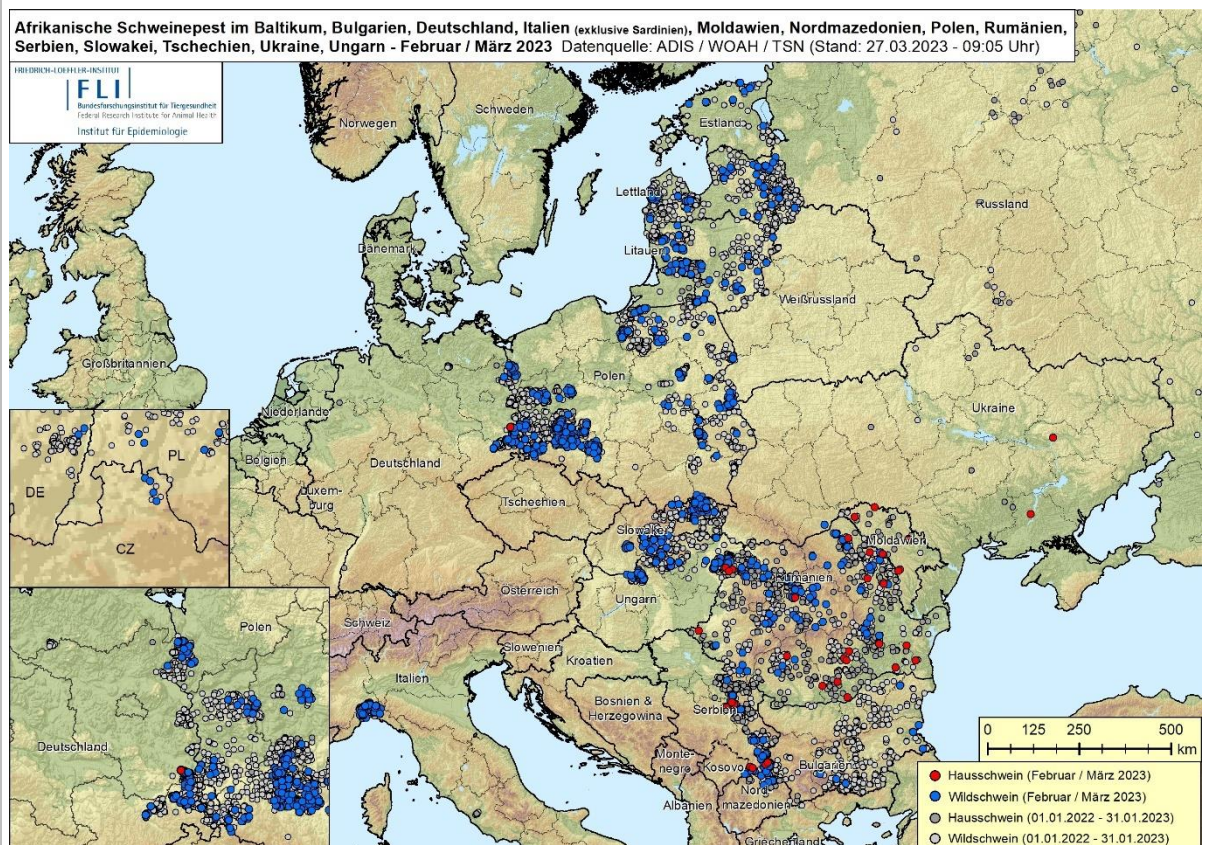 Afrikanische Schweinepest im Baltikum, Bulgarien, Deutschland, Italien (exklusive Sardinien), Moldawien, Nordmazedonien, Polen, Rumänien,
Serbien, Slowakei, Tschechien, Ukraine, Ungarn - Februar / März 2023 Datenquelle: ADIS / WOAH / TSN (Stand: 27.03.2023 - 09:05 Uhr)
FRIEDRICH-LOEFFLER-INSTITUT
FLI
Bundesforschungsinstitut für Tiergesundheit
Federal Research Institute for Animal Health
Institut für Epidemiologie
Norwegen
Schweden
Estland
Lettland
Russland
Dänemark
Litauen
Weißrussland
Großbritannien
Polen
Niederlande
Ukraine
Belgien
Deutschland
Luxem-
burg
Tschechien
Slowakei
Moldawien
Rumänien
Österreich
Ungarn
Schweiz
Slowenien
Kroatien
Italien
Bosnien &
Herzegowina
Serbien
Monte-
negro
Kosovo
Bulgarien
Nord-
mazedonien
Albanien
Griechenland
DE
PL
CZ
Polen
Deutschland
0 125 250 500
km
Hausschwein (Februar / März 2023)
Wildschwein (Februar / März 2023)
Hausschwein (01.01.2022 - 31.01.2023)
Wildschwein (01.01.2022 - 31.01.2023)